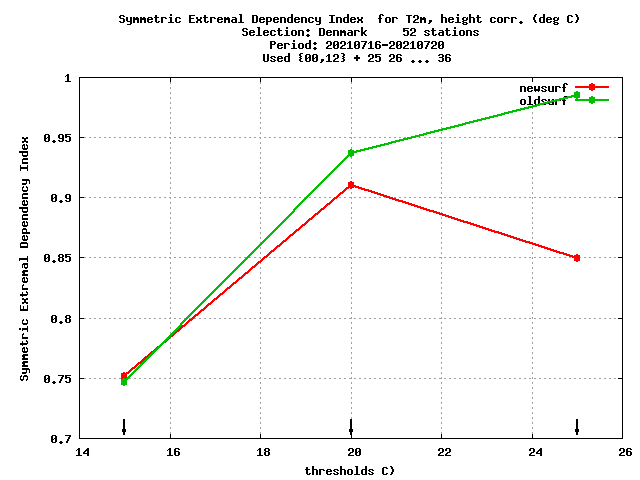 Symmetric Extremal Dependency Index  for T2m, height corr. (deg C)
Selection: Denmark     52 stations
Period: 20210716-20210720
Used {00,12} + 25 26 ... 36
newsurf
oldsurf
1
0.95
0.9
0.85
0.8
0.75
0.7
Symmetric Extremal Dependency Index
14 16 18 20 22 24 26
thresholds C)